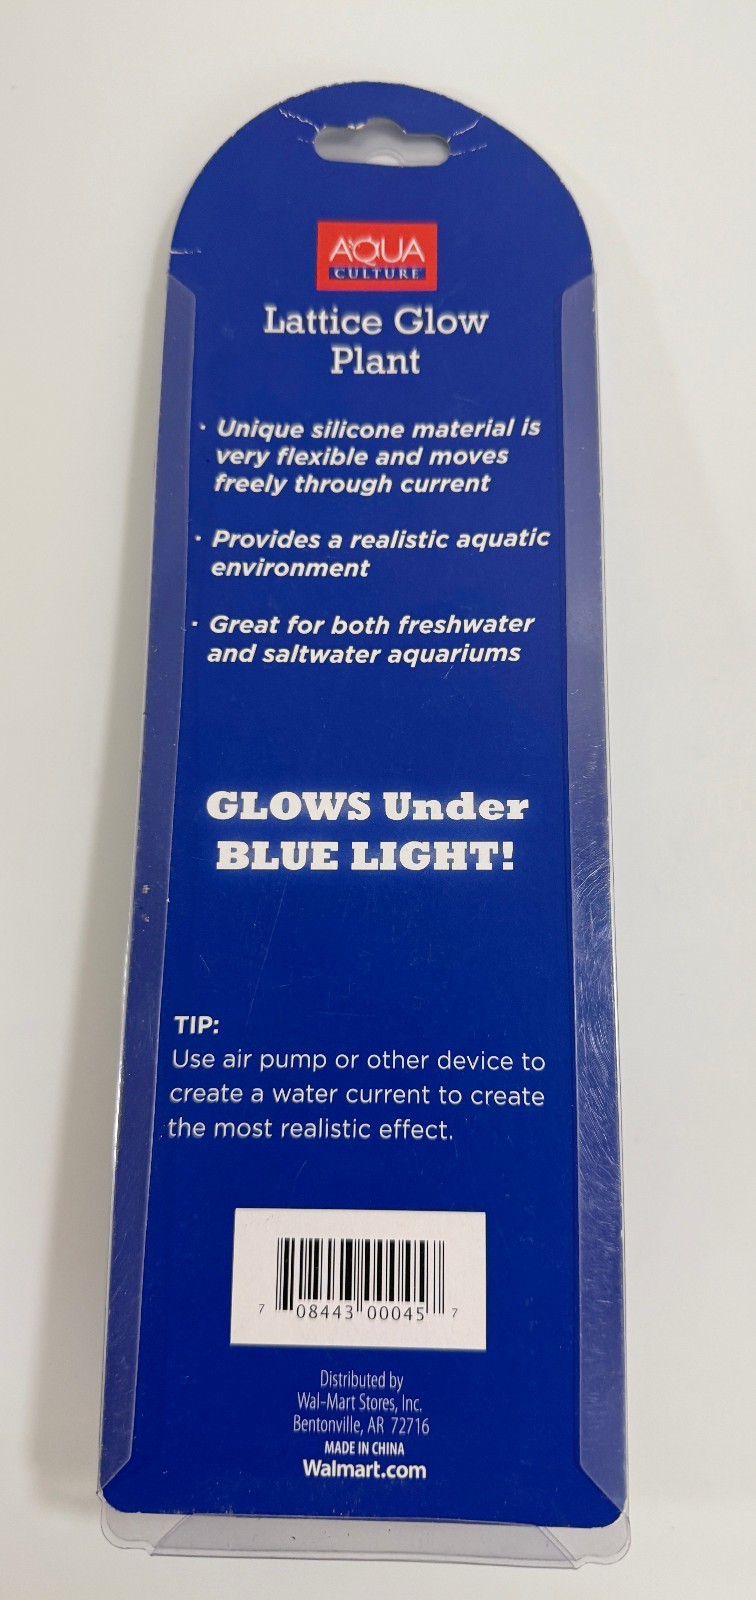 AQUA
CULTURE
Lattice Glow
Plant
· Unique silicone material is
very flexible and moves
freely through current
· Provides a realistic aquatic
environment
· Great for both freshwater
and saltwater aquariums
GLOWS Under
BLUE LIGHT!
TIP:
Use air pump or other device to
create a water current to create
the most realistic effect.
7 08443 00045 7
Distributed by
Wal-Mart Stores, Inc.
Bentonville, AR 72716
MADE IN CHINA
Walmart.com